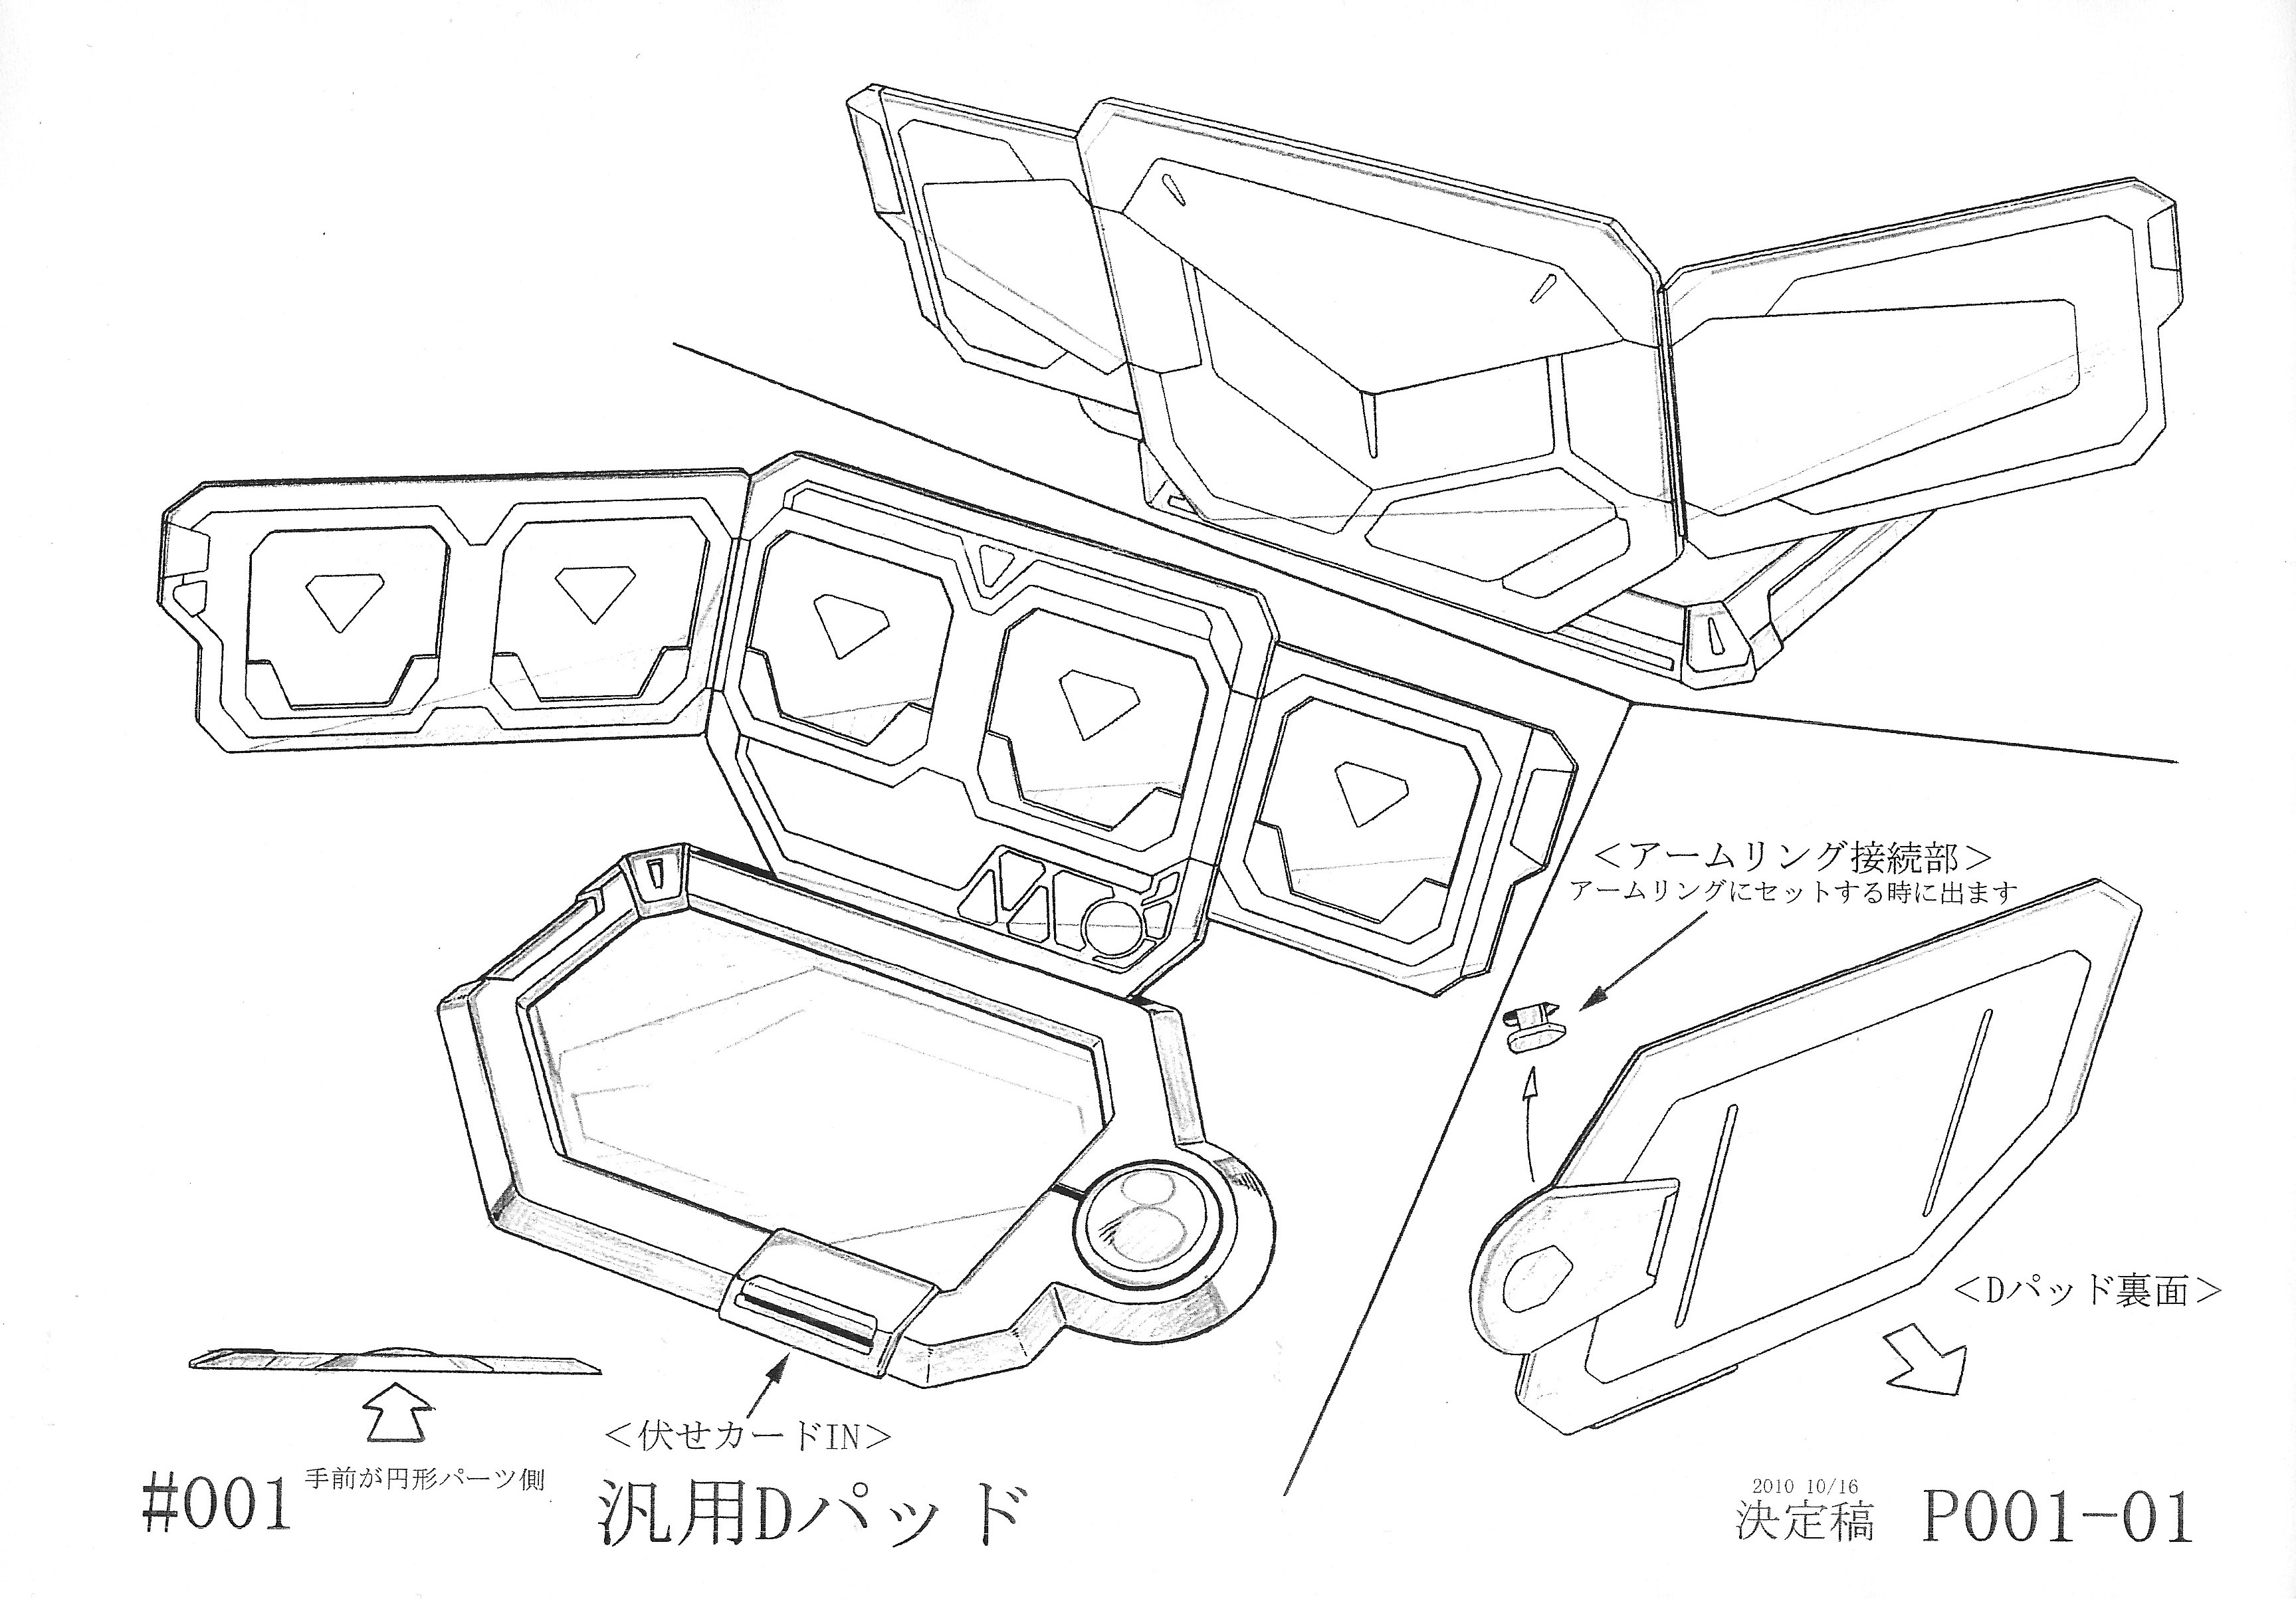 <アームリング接続部>
アームリングにセットする時に出ます
<Dパッド裏面>
<伏せカードIN>
手前が円形パーツ側
#001
汎用Dパッド
2010 10/16
決定稿
P001-01